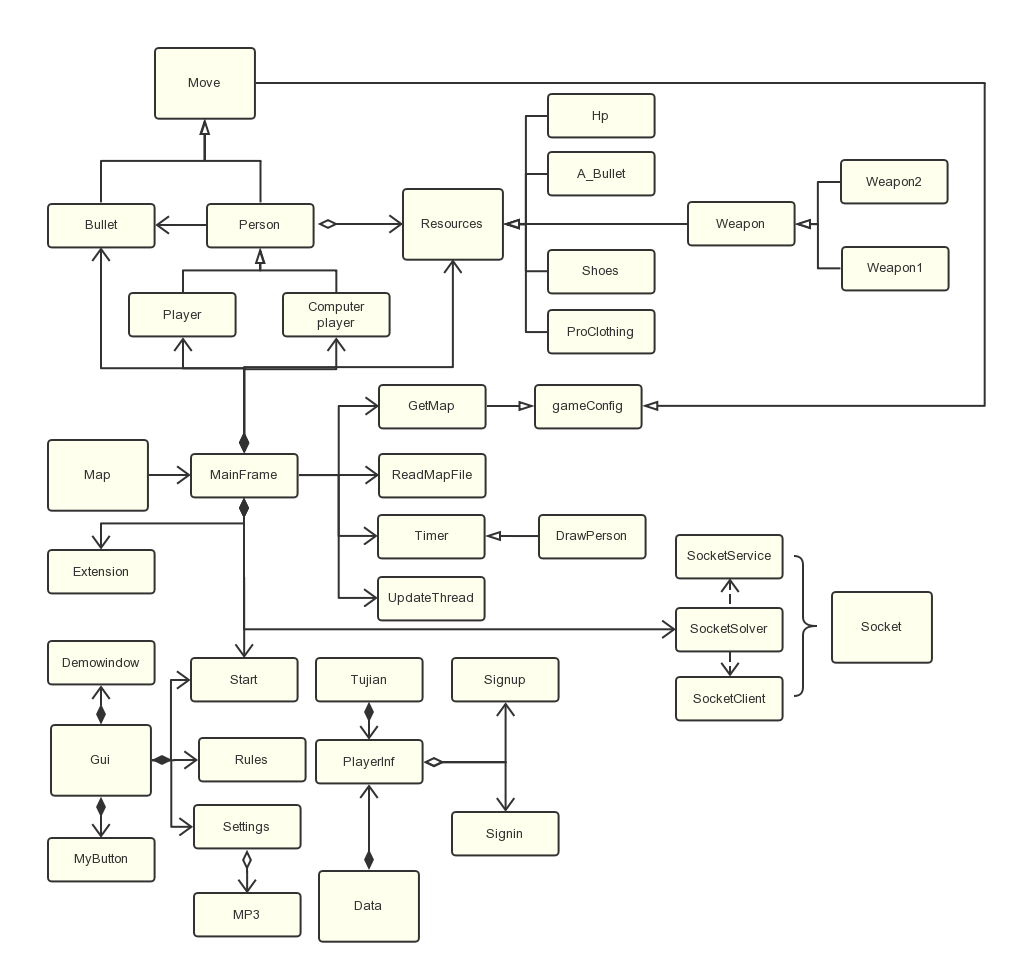 Move
Hp
A_Bullet
Weapon2
Bullet
Person
Resources
Weapon
Shoes
Weapon1
Player
Computer
player
ProClothing
GetMap
gameConfig
Map
MainFrame
ReadMapFile
Timer
DrawPerson
Extension
SocketService
UpdateThread
SocketSolver
Socket
Demowindow
Start
Tujian
Signup
SocketClient
Gui
Rules
PlayerInf
Settings
Signin
MyButton
MP3
Data